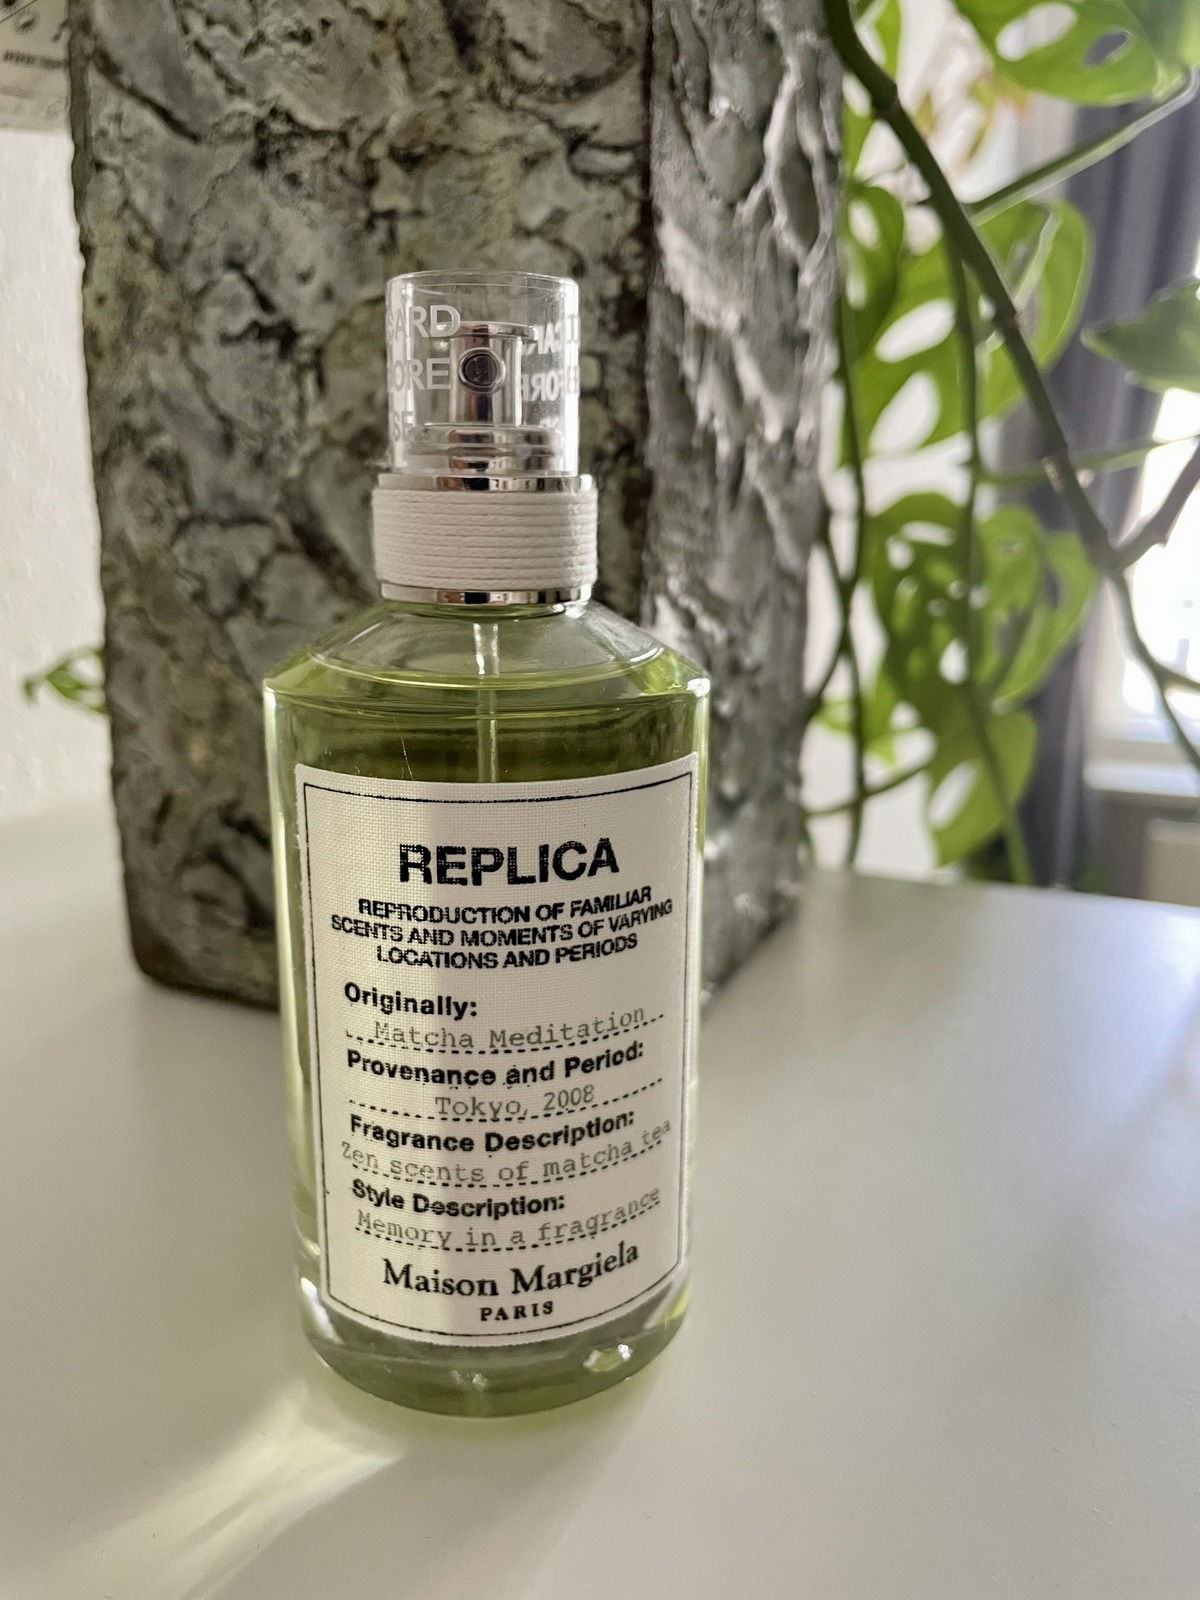 REPLICA
REPRODUCTION OF FAMILIAR
SCENTS AND MOMENTS OF VARYING
LOCATIONS AND PERIODS
Originally:
Matcha Meditation
Provenance and Period:
Tokyo, 2008
Fragrance Description:
Zen scents of matcha tea
Style Description:
Memory in a fragrance
Maison Margiela
PARIS